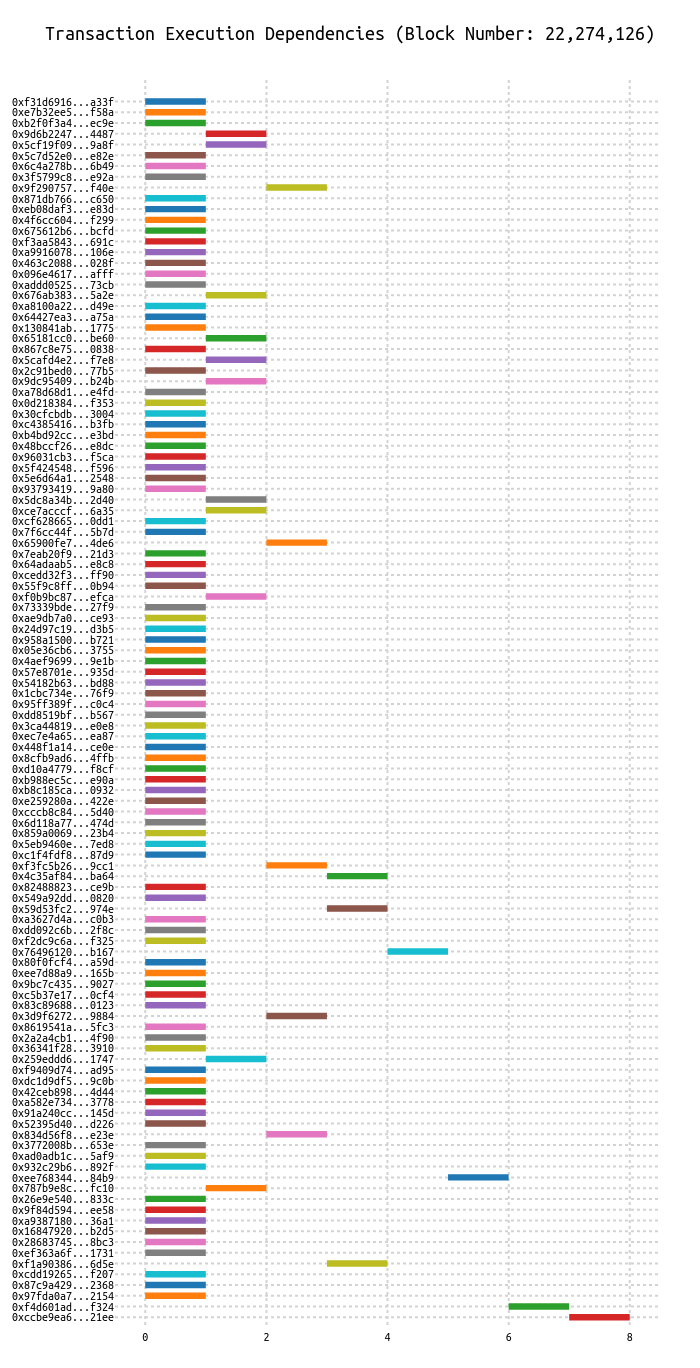 Transaction Execution Dependencies (Block Number: 22,274,126)
0xf31d6916...a33f
0xe7b32ee5...f58a
0xb2f0f3a4...ec9e
0x9d6b2247...4487
0x5cf19f09...9a8f
0x5c7d52e0...e82e
0x6c4a278b...6b49
0x3f5799c8...e92a
0x9f290757...f40e
0x871db766...c650
0xeb08daf3...e83d
0x4f6cc604...f299
0x675612b6...bcfd
0xf3aa5843...691c
0xa9916078...106e
0x463c2088...028f
0x096e4617...afff
0xaddd0525...73cb
0x676ab383...5a2e
0xa8100a22...d49e
0x64427ea3...a75a
0x130841ab...1775
0x65181cc0...be60
0x867c8e75...0838
0x5cafd4e2...f7e8
0x2c91bed0...77b5
0x9dc95409...b24b
0xa78d68d1...e4fd
0x0d218384...f353
0x30cfcbdb...3004
0xc4385416...b3fb
0xb4bd92cc...e3bd
0x48bccf26...e8dc
0x96031cb3...f5ca
0x5f424548...f596
0x5e6d64a1...2548
0x93793419...9a80
0x5dc8a34b...2d40
0xce7acccf...6a35
0xcf628665...0dd1
0x7f6cc44f...5b7d
0x65900fe7...4de6
0x7eab20f9...21d3
0x64adaab5...e8c8
0xcedd32f3...ff90
0x55f9c8ff...0b94
0xf0b9bc87...efca
0x73339bde...27f9
0xae9db7a0...ce93
0x24d97c19...d3b5
0x958a1500...b721
0x05e36cb6...3755
0x4aef9699...9e1b
0x57e8701e...935d
0x54182b63...bd88
0x1cbc734e...76f9
0x95ff389f...c0c4
0xdd8519bf...b567
0x3ca44819...e0e8
0xec7e4a65...ea87
0x448f1a14...ce0e
0x8cfb9ad6...4ffb
0xd10a4779...f8cf
0xb988ec5c...e90a
0xb8c185ca...0932
0xe259280a...422e
0xcccb8c84...5d40
0x6d118a77...474d
0x859a0069...23b4
0x5eb9460e...7ed8
0xc1f4fdf8...87d9
0xf3fc5b26...9cc1
0x4c35af84...ba64
0x82488823...ce9b
0x549a92dd...0820
0x59d53fc2...974e
0xa3627d4a...c0b3
0xdd092c6b...2f8c
0xf2dc9c6a...f325
0x76496120...b167
0x80f0fcf4...a59d
0xee7d88a9...165b
0x9bc7c435...9027
0xc5b37e17...0cf4
0x83c89688...0123
0x3d9f6272...9884
0x8619541a...5fc3
0x2a2a4cb1...4f90
0x36341f28...3910
0x259eddd6...1747
0xf9409d74...ad95
0xdc1d9df5...9c0b
0x42ceb898...4d44
0xa582e734...3778
0x91a240cc...145d
0x52395d40...d226
0x834d56f8...e23e
0x3772008b...653e
0xad0adb1c...5af9
0x932c29b6...892f
0xee768344...84b9
0x787b9e8c...fc10
0x26e9e540...833c
0x9f84d594...ee58
0xa9387180...36a1
0x16847920...b2d5
0x28683745...8bc3
0xef363a6f...1731
0xf1a90386...6d5e
0xcdd19265...f207
0x87c9a429...2368
0x97fda0a7...2154
0xf4d601ad...f324
0xccbe9ea6...21ee
0 2 4 6 8